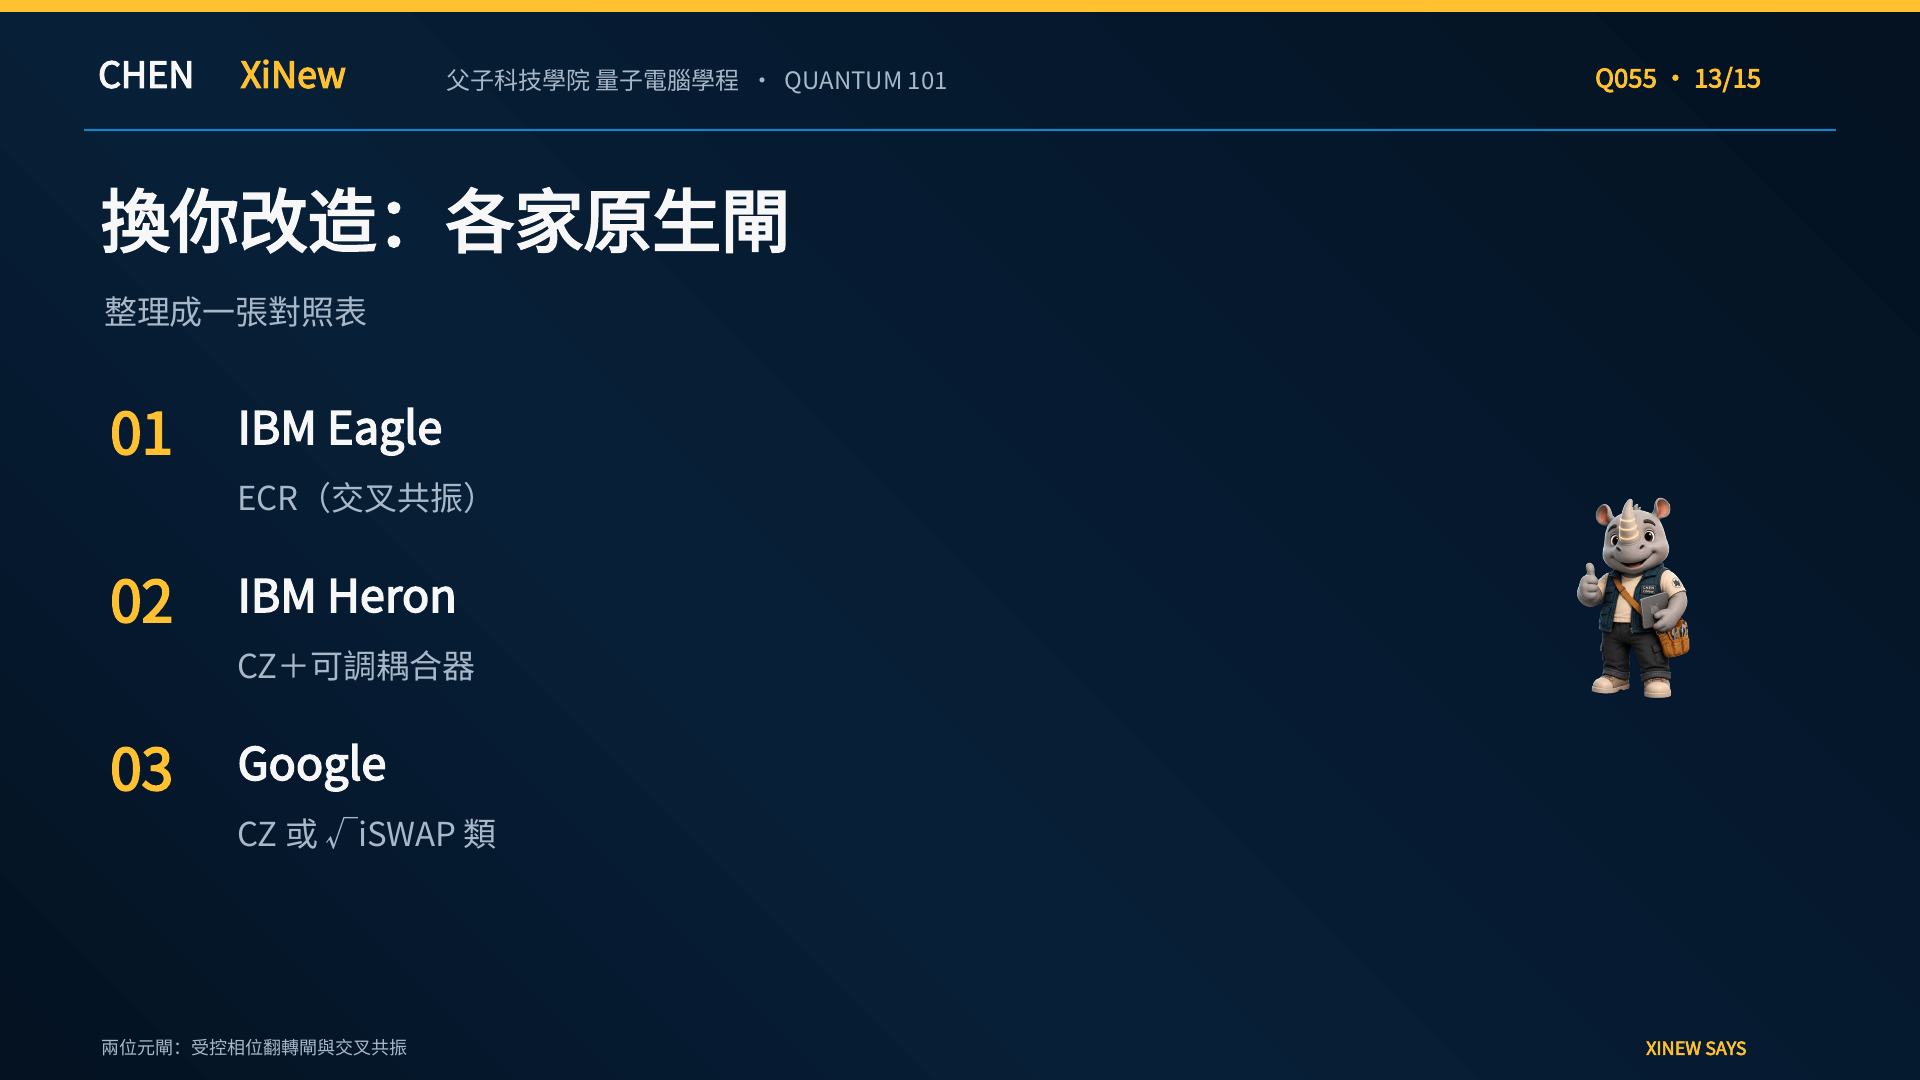 CHEN XiNew 父子科技學院 量子電腦學程 · QUANTUM 101 Q055 · 13/15
換你改造：各家原生閘
整理成一張對照表
01 IBM Eagle
ECR（交叉共振）
02 IBM Heron
CZ＋可調耦合器
03 Google
CZ 或 √iSWAP 類
兩位元閘：受控相位翻轉閘與交叉共振 XINEW SAYS